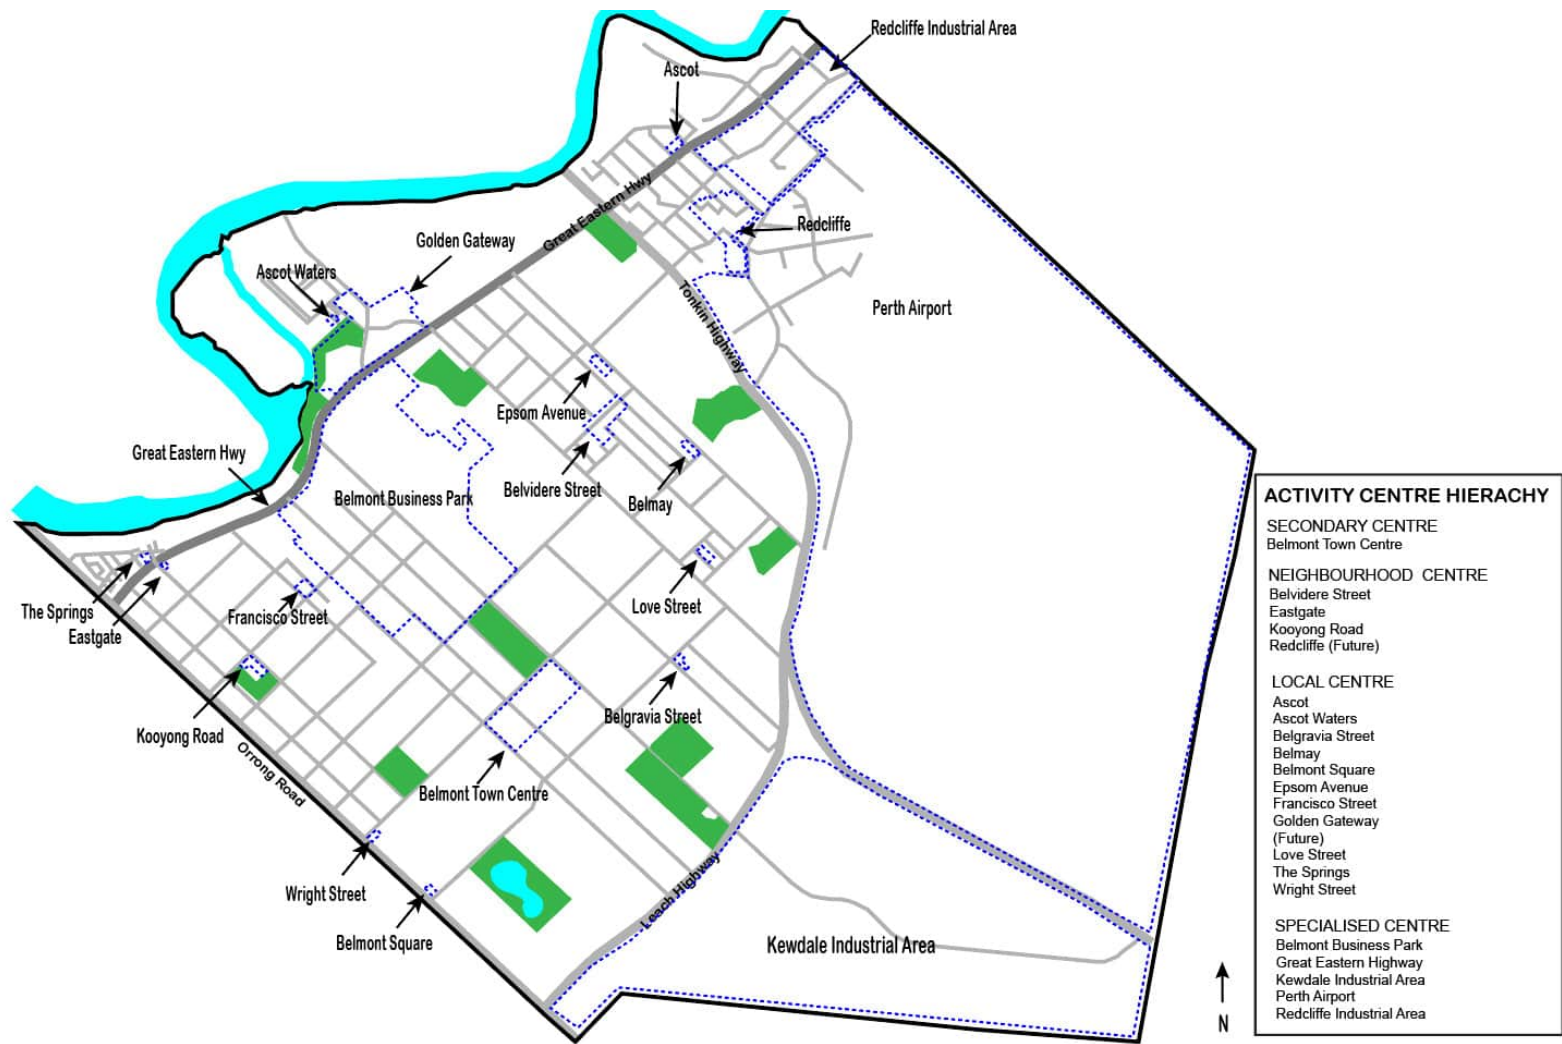 Redcliffe Industrial Area
Ascot
Great Eastern Hwy
Redcliffe
Golden Gateway
Ascot Waters
Tonkin Highway
Perth Airport
Epsom Avenue
Great Eastern Hwy
Belmont Business Park
Belvidere Street
Belmay
The Springs
Eastgate
Francisco Street
Love Street
Kooyong Road
Belgravia Street
Orrong Road
Belmont Town Centre
Wright Street
Leach Highway
Belmont Square
Kewdale Industrial Area
N
ACTIVITY CENTRE HIERACHY
SECONDARY CENTRE
Belmont Town Centre
NEIGHBOURHOOD CENTRE
Belvidere Street
Eastgate
Kooyong Road
Redcliffe (Future)
LOCAL CENTRE
Ascot
Ascot Waters
Belgravia Street
Belmay
Belmont Square
Epsom Avenue
Francisco Street
Golden Gateway
(Future)
Love Street
The Springs
Wright Street
SPECIALISED CENTRE
Belmont Business Park
Great Eastern Highway
Kewdale Industrial Area
Perth Airport
Redcliffe Industrial Area